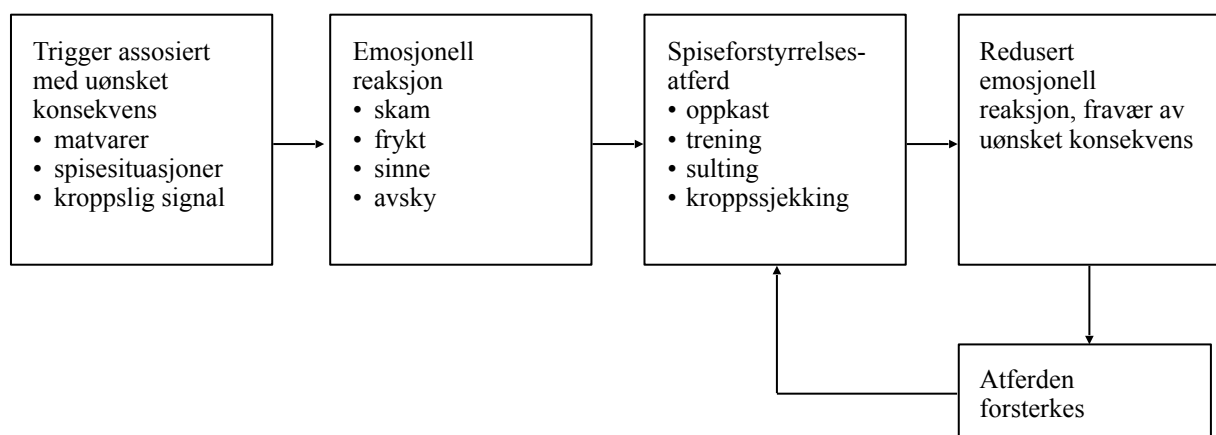 Trigger assosiert
med uønsket
konsekvens
• matvarer
• spisesituasjoner
• kroppslig signal
Emosjonell
reaksjon
• skam
• frykt
• sinne
• avsky
Spiseforstyrrelses-
atferd
• oppkast
• trening
• sulting
• kroppssjekking
Redusert
emosjonell
reaksjon, fravær av
uønsket konsekvens
Atferden
forsterkes